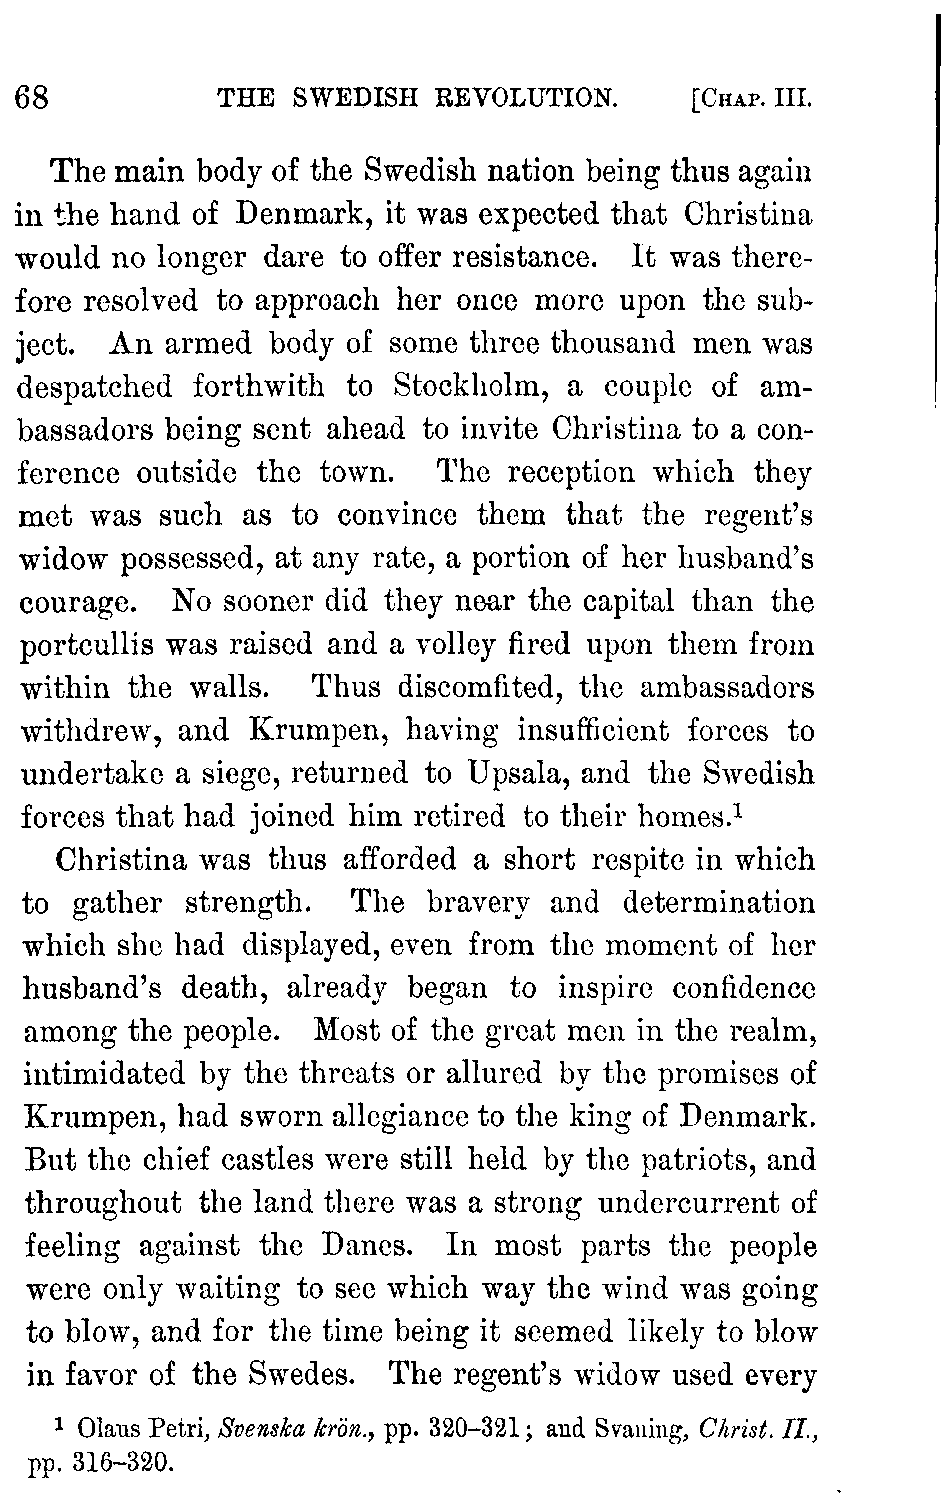 68 THE SWEDISH REVOLUTION. [CHAP. III.
The main body of the Swedish nation being thus again
in the hand of Denmark, it was expected that Christina
would no longer dare to offer resistance. It was there-
fore resolved to approach her once more upon the sub-
ject. An armed body of some three thousand men was
despatched forthwith to Stockholm, a couple of am-
bassadors being sent ahead to invite Christina to a con-
ference outside the town. The reception which they
met was such as to convince them that the regent's
widow possessed, at any rate, a portion of her husband's
courage. No sooner did they near the capital than the
portcullis was raised and a volley fired upon them from
within the walls. Thus discomfited, the ambassadors
withdrew, and Krumpen, having insufficient forces to
undertake a siege, returned to Upsala, and the Swedish
forces that had joined him retired to their homes.¹
Christina was thus afforded a short respite in which
to gather strength. The bravery and determination
which she had displayed, even from the moment of her
husband's death, already began to inspire confidence
among the people. Most of the great men in the realm,
intimidated by the threats or allured by the promises of
Krumpen, had sworn allegiance to the king of Denmark.
But the chief castles were still held by the patriots, and
throughout the land there was a strong undercurrent of
feeling against the Danes. In most parts the people
were only waiting to see which way the wind was going
to blow, and for the time being it seemed likely to blow
in favor of the Swedes. The regent's widow used every
¹ Olaus Petri, Svenska krön., pp. 320–321; and Svaning, Christ. II.,
pp. 316–320.